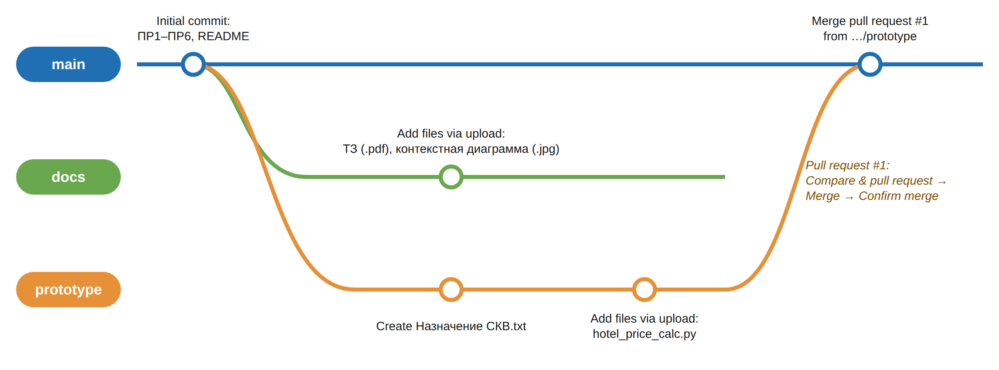 Initial commit:
ПР1–ПР6, README
Merge pull request #1
from …/prototype
main
Add files via upload:
ТЗ (.pdf), контекстная диаграмма (.jpg)
docs
Pull request #1:
Compare & pull request →
Merge → Confirm merge
prototype
Create Назначение СКВ.txt
Add files via upload:
hotel_price_calc.py